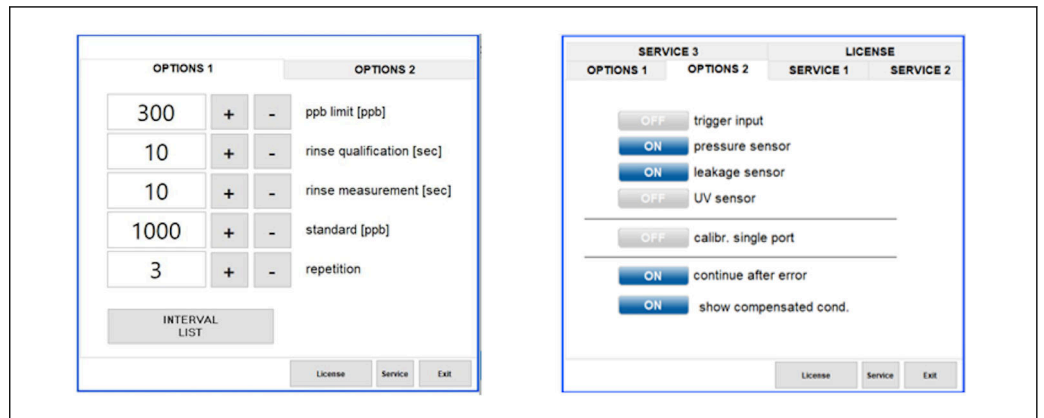 OPTIONS 1 OPTIONS 2
300 + - ppb limit [ppb]
10 + - rinse qualification [sec]
10 + - rinse measurement [sec]
1000 + - standard [ppb]
3 + - repetition
INTERVAL
LIST
License Service Exit
SERVICE 3 LICENSE
OPTIONS 1 OPTIONS 2 SERVICE 1 SERVICE 2
OFF trigger input
ON pressure sensor
ON leakage sensor
OFF UV sensor
OFF calibr. single port
ON continue after error
ON show compensated cond.
License Service Exit